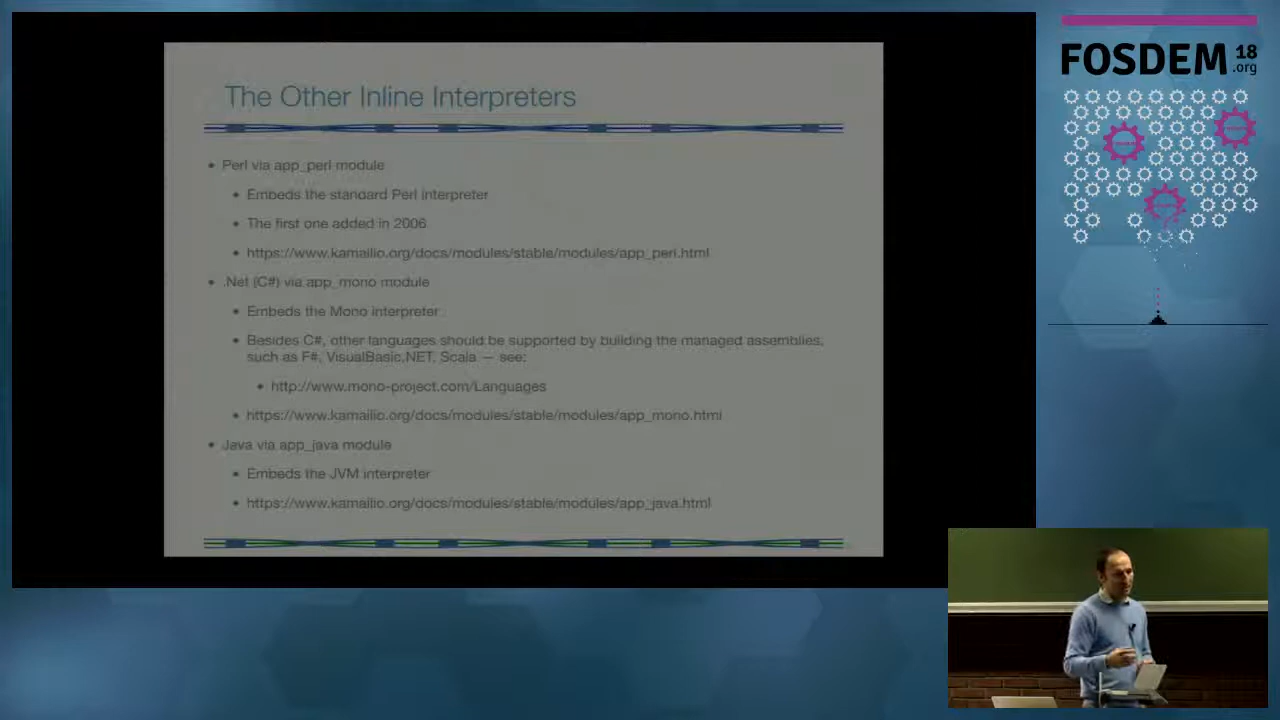 The Other Inline Interpreters
• Perl via app_perl module
• Embeds the standard Perl interpreter
• The first one added in 2006
• https://www.kamailio.org/docs/modules/stable/modules/app_perl.html
• .Net (C#) via app_mono module
• Embeds the Mono interpreter
• Besides C#, other languages should be supported by building the managed assemblies,
such as F#, VisualBasic.NET, Scala — see:
• http://www.mono-project.com/Languages
• https://www.kamailio.org/docs/modules/stable/modules/app_mono.html
• Java via app_java module
• Embeds the JVM interpreter
• https://www.kamailio.org/docs/modules/stable/modules/app_java.html
FOSDEM 18
.org